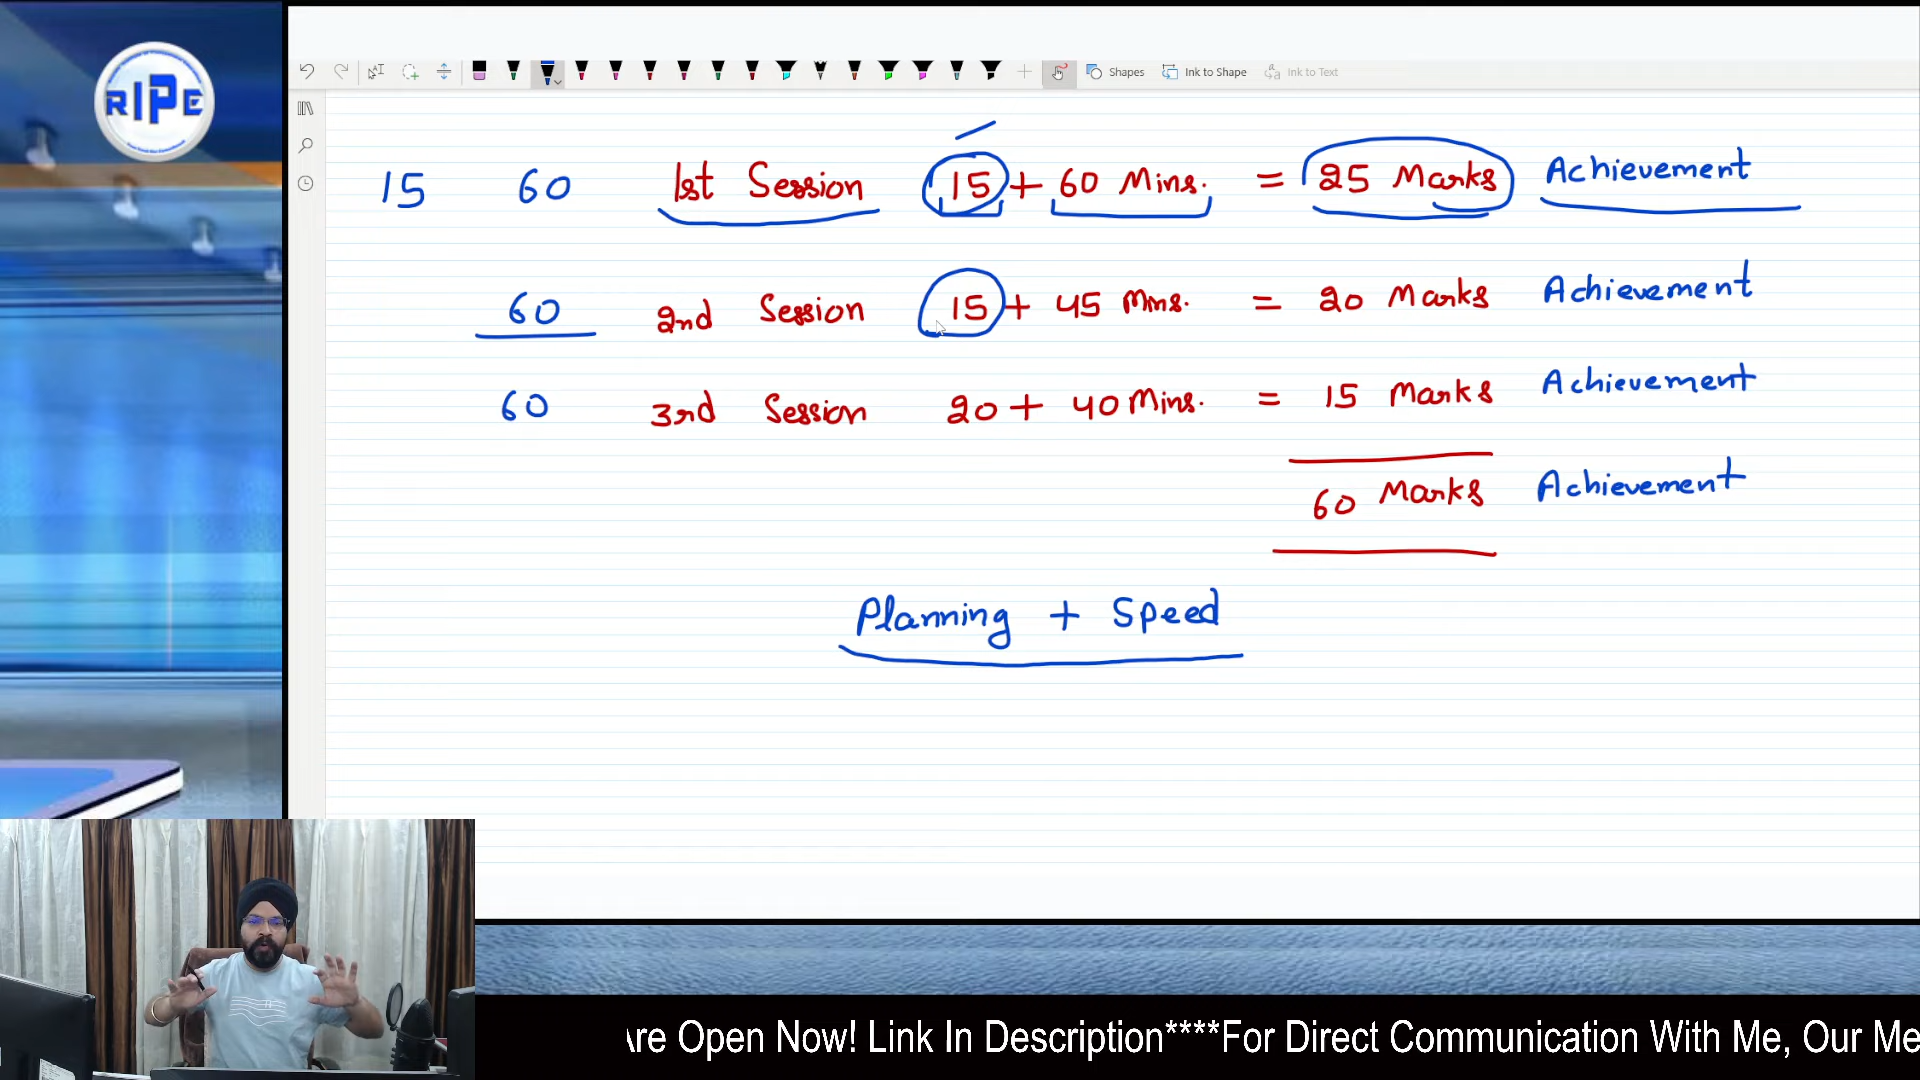 RIPE
Shapes Ink to Shape Ink to Text
15 60 1st Session 15 + 60 Mins. = 25 Marks Achievement
60 2nd Session 15 + 45 Mins. = 20 Marks Achievement
60 3rd Session 20 + 40 Mins. = 15 Marks Achievement
60 Marks Achievement
Planning + Speed
Are Open Now! Link In Description****For Direct Communication With Me, Our Me